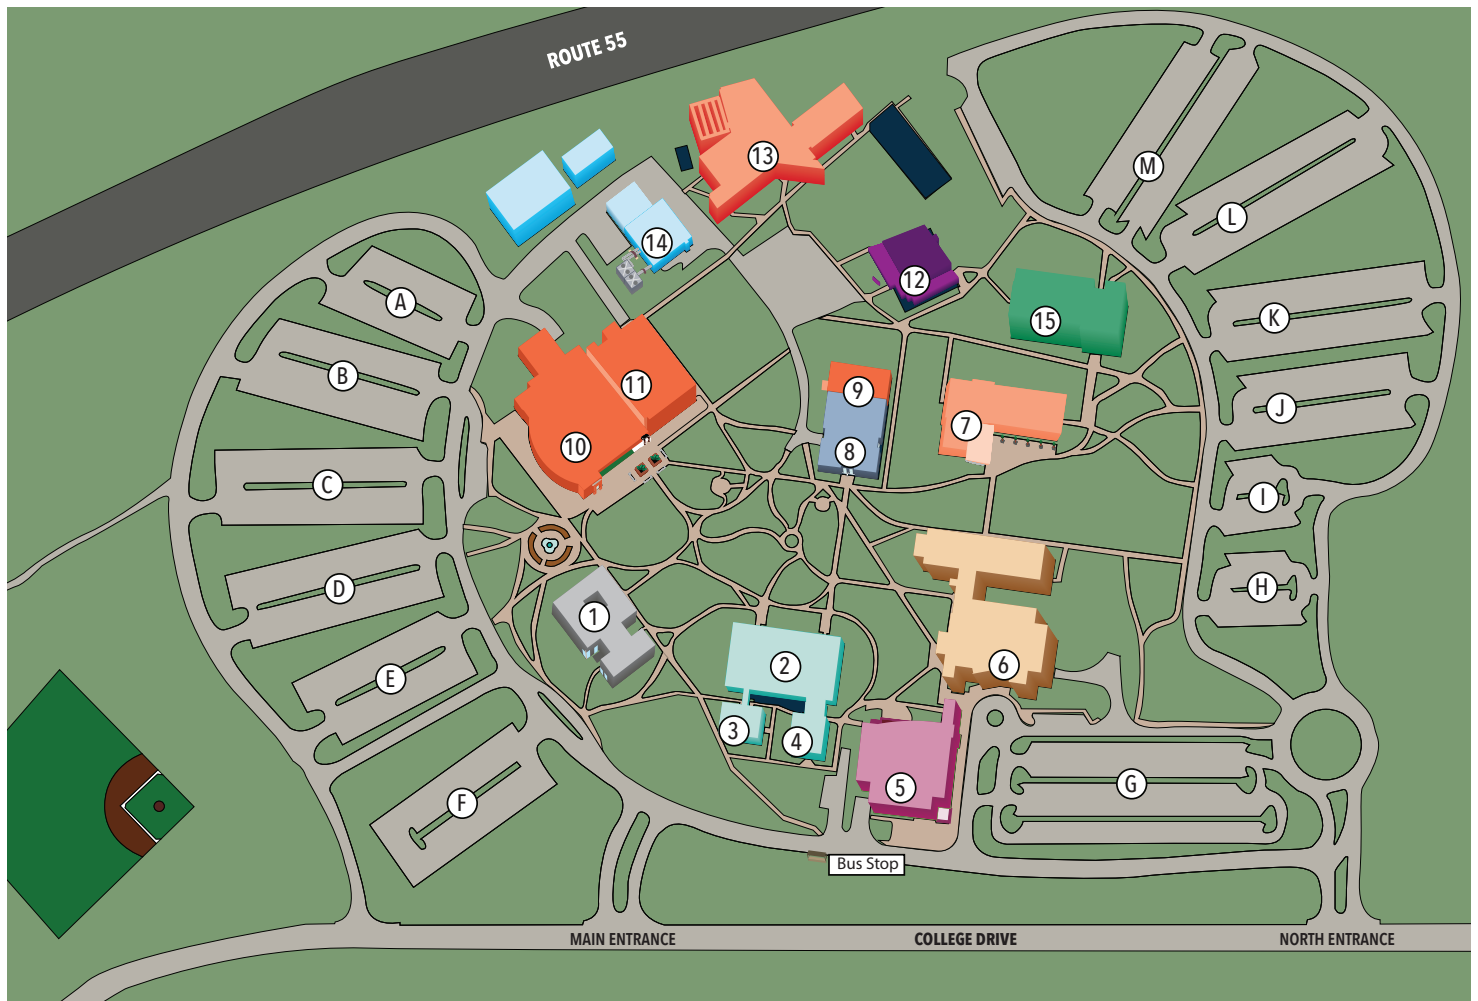 ROUTE 55
M
13
L
14
12
A
K
15
B
11
9
J
7
10
8
C
I
D
H
1
6
2
E
3
4
G
5
F
Bus Stop
MAIN ENTRANCE
COLLEGE DRIVE
NORTH ENTRANCE